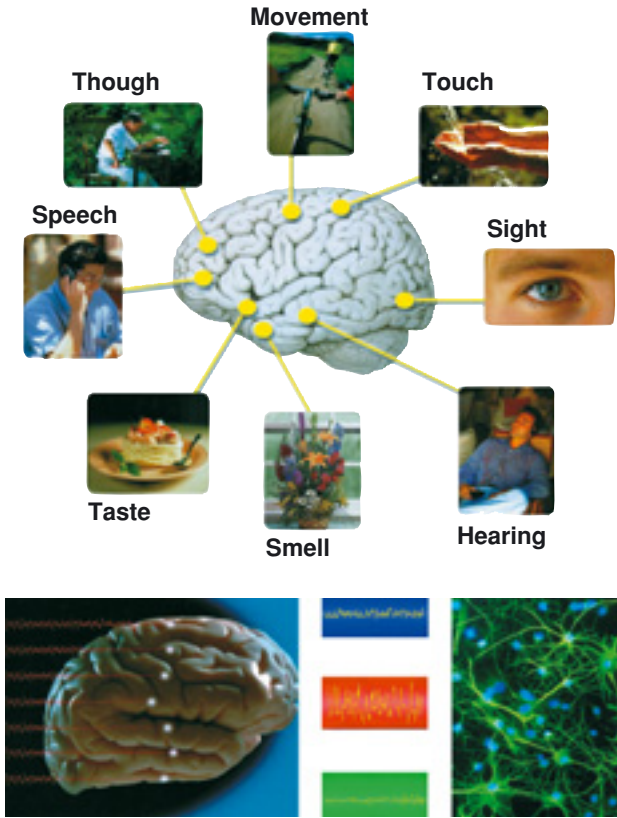 Movement
Though
Touch
Speech
Sight
Taste
Smell
Hearing